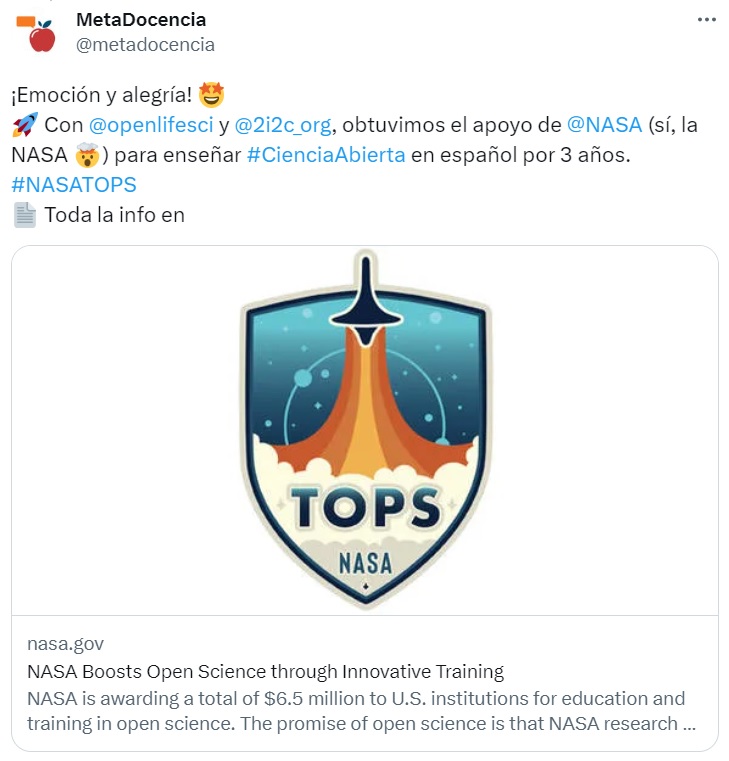 MetaDocencia
@metadocencia
¡Emoción y alegría! 🤩
🚀 Con @openlifesci y @2i2c_org, obtuvimos el apoyo de @NASA (sí, la
NASA 🤯) para enseñar #CienciaAbierta en español por 3 años.
#NASATOPS
📄 Toda la info en
TOPS
NASA
nasa.gov
NASA Boosts Open Science through Innovative Training
NASA is awarding a total of $6.5 million to U.S. institutions for education and
training in open science. The promise of open science is that NASA research ...